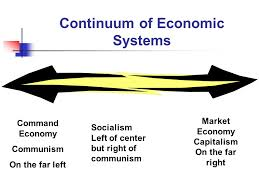 Continuum of Economic
Systems
Command
Economy
Communism
On the far left
Socialism
Left of center
but right of
communism
Market
Economy
Capitalism
On the far
right